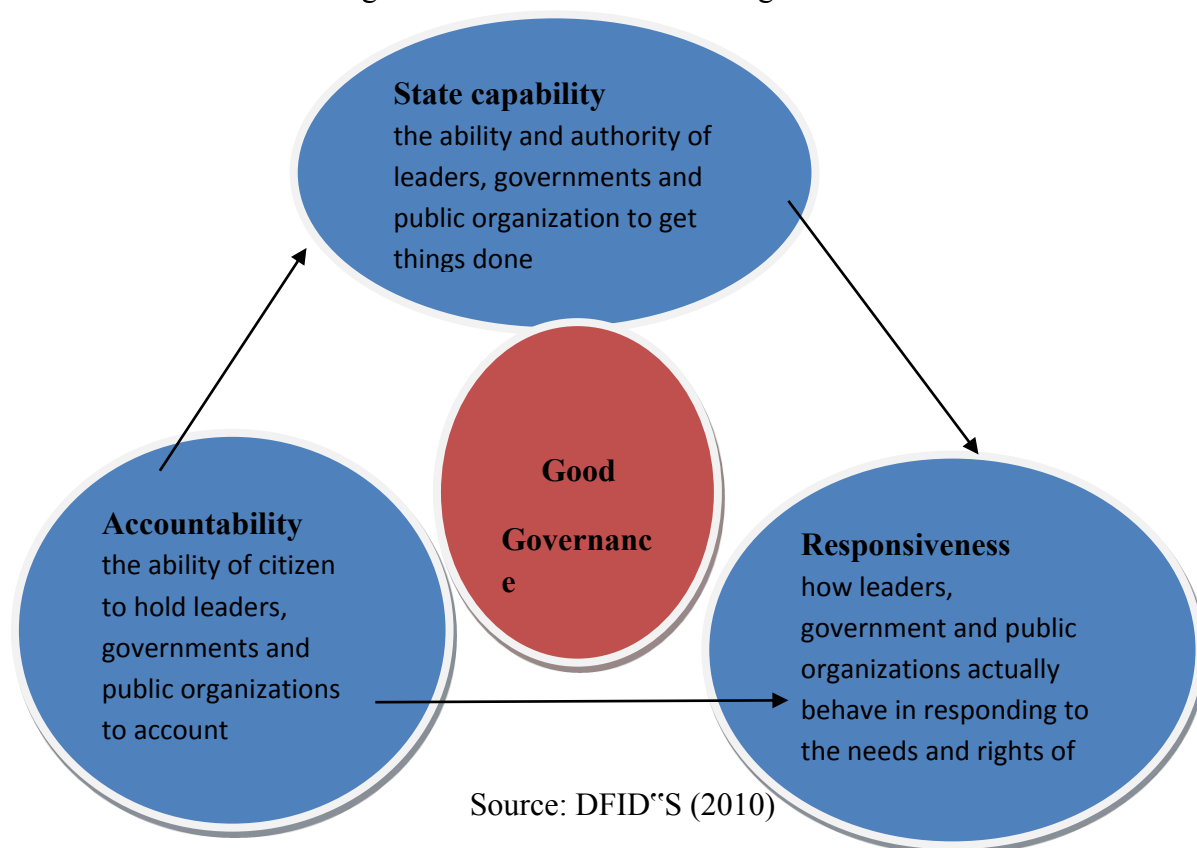 State capability
the ability and authority of
leaders, governments and
public organization to get
things done
Good
Governanc
e
Accountability
the ability of citizen
to hold leaders,
governments and
public organizations
to account
Responsiveness
how leaders,
government and public
organizations actually
behave in responding to
the needs and rights of
Source: DFID‟S (2010)